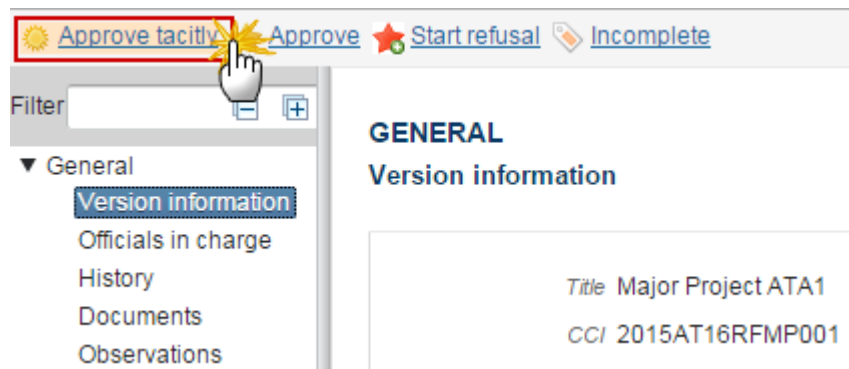 Approve tacitly Approve Start refusal Incomplete
Filter
General
Version information
Officials in charge
History
Documents
Observations
GENERAL
Version information
Title Major Project ATA1
CCI 2015AT16RFMP001